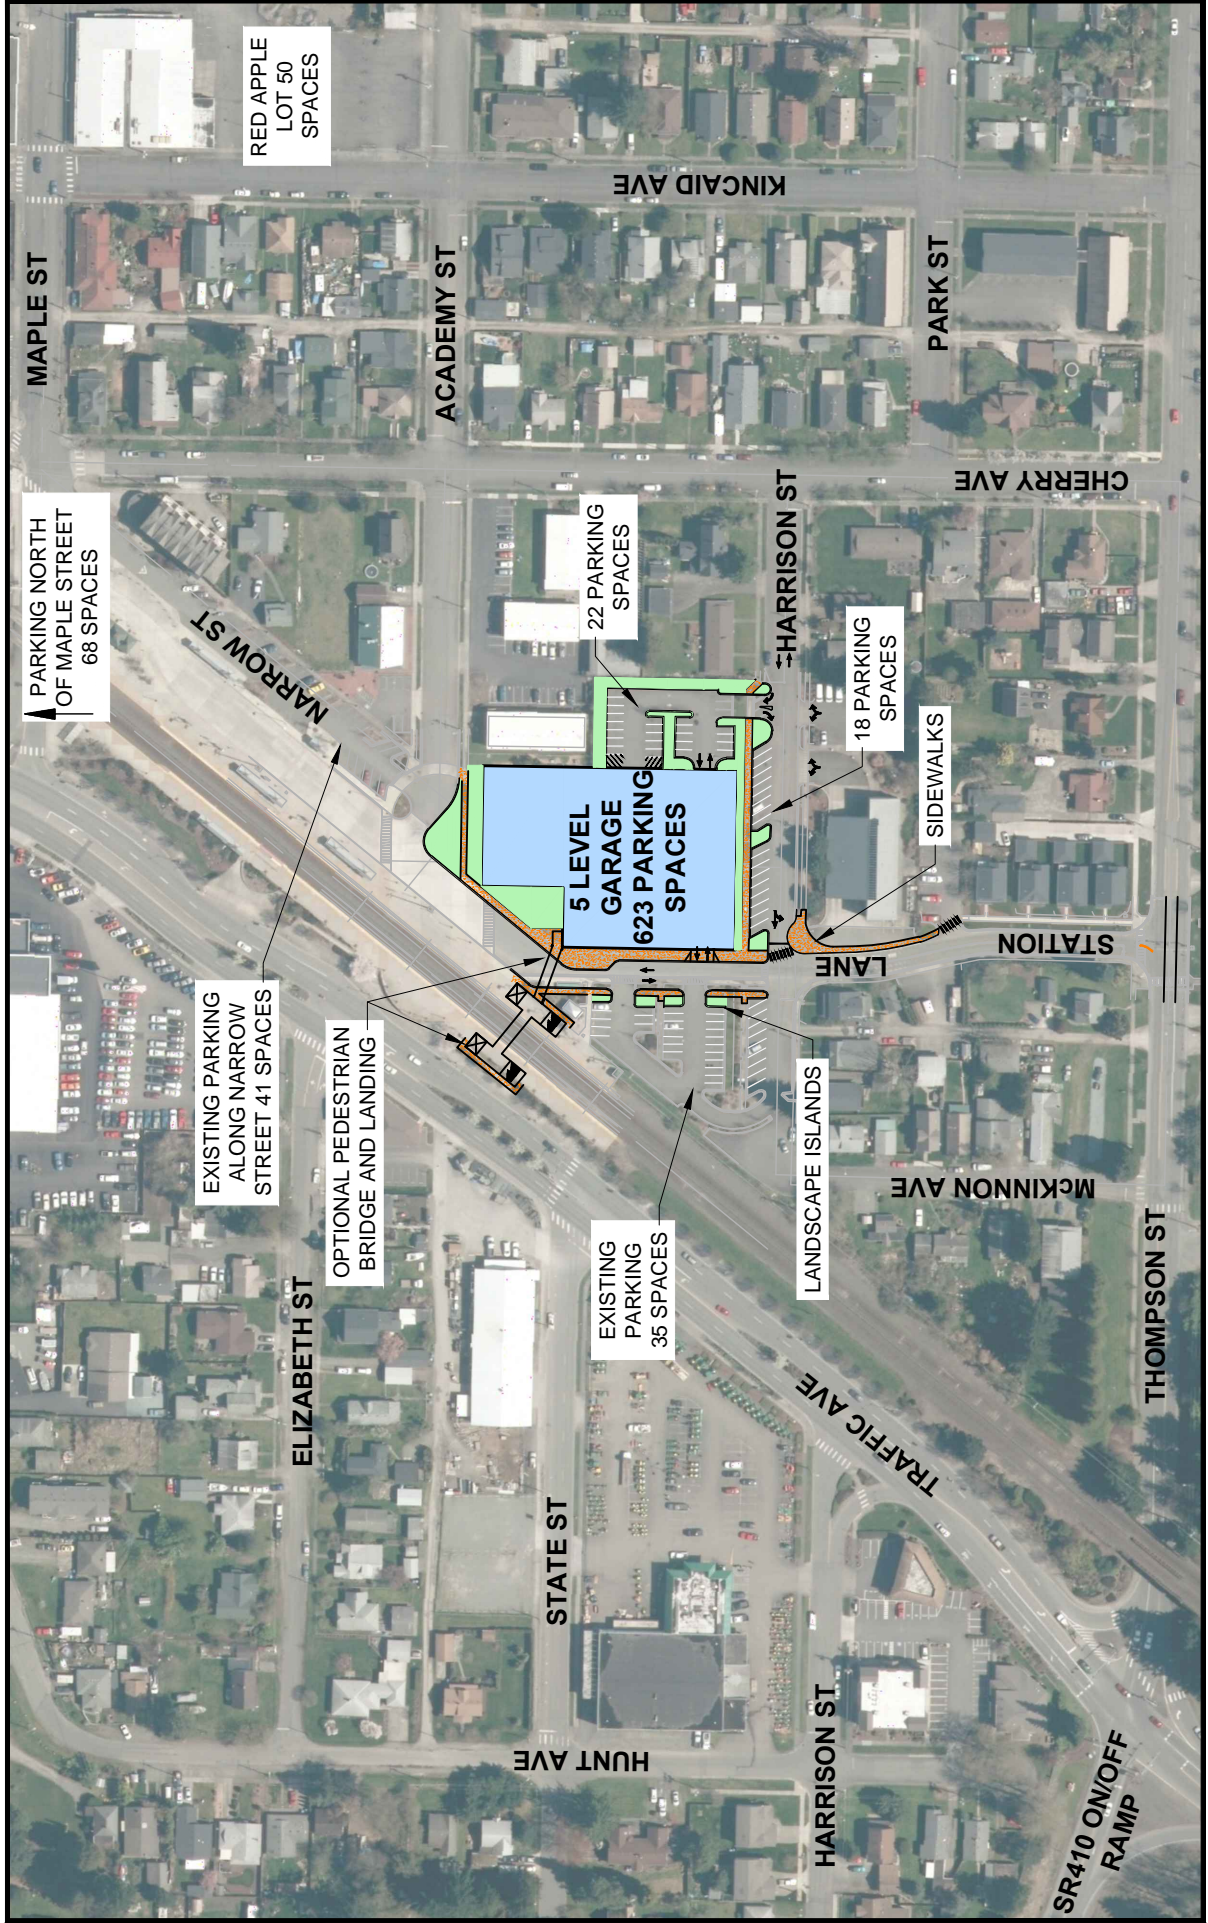 PARKING NORTH
OF MAPLE STREET
68 SPACES
MAPLE ST
RED APPLE
LOT 50
SPACES
KINCAID AVE
ACADEMY ST
PARK ST
CHERRY AVE
NARROW ST
22 PARKING
SPACES
HARRISON ST
18 PARKING
SPACES
SIDEWALKS
5 LEVEL
GARAGE
623 PARKING
SPACES
STATION
LANE
EXISTING PARKING
ALONG NARROW
STREET 41 SPACES
OPTIONAL PEDESTRIAN
BRIDGE AND LANDING
EXISTING
PARKING
35 SPACES
LANDSCAPE ISLANDS
McKINNON AVE
THOMPSON ST
ELIZABETH ST
TRAFFIC AVE
STATE ST
HUNT AVE
HARRISON ST
SR410 ON/OFF
RAMP